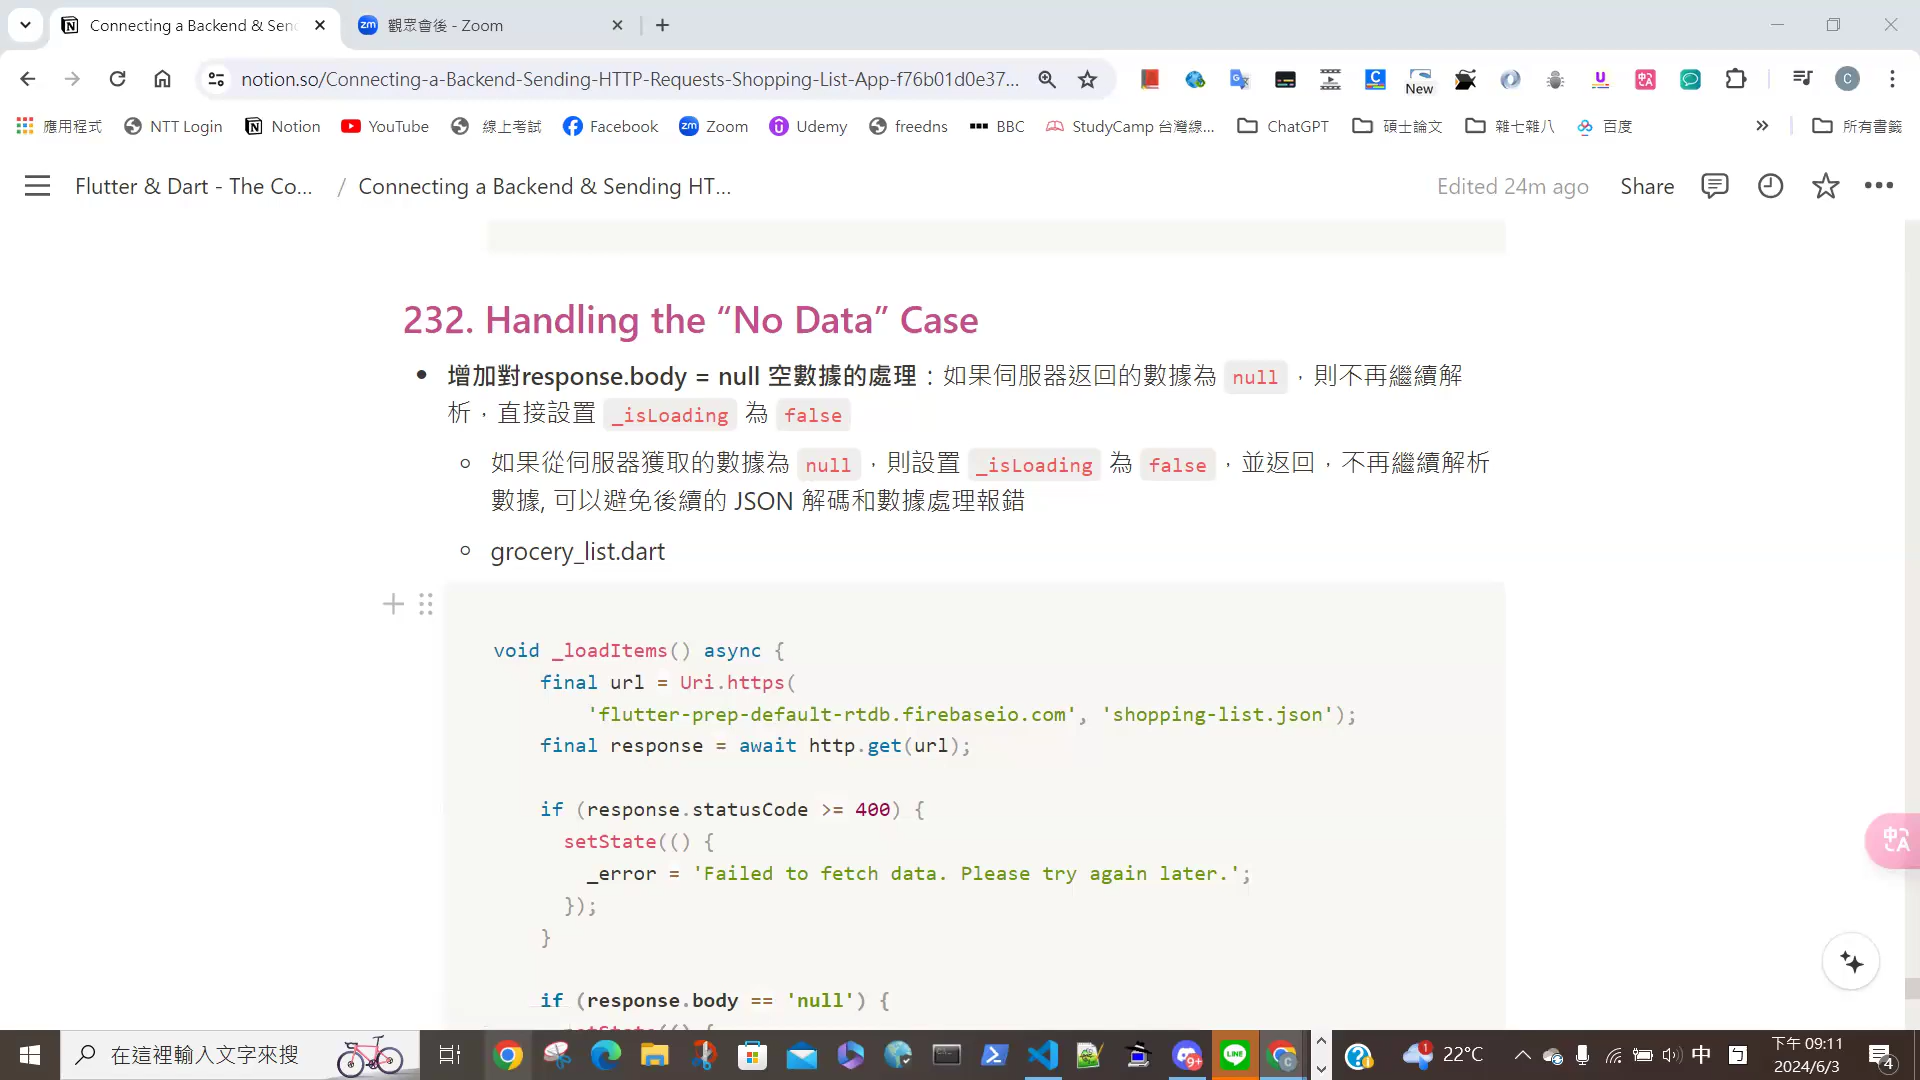 Connecting a Backend & Senc
觀眾會後 - Zoom
notion.so/Connecting-a-Backend-Sending-HTTP-Requests-Shopping-List-App-f76b01d0e37...
New
C
應用程式
NTT Login
Notion
YouTube
線上考試
Facebook
Zoom
Udemy
freedns
BBC
StudyCamp 台灣線...
ChatGPT
碩士論文
雜七雜八
百度
所有書籤
Flutter & Dart - The Co... / Connecting a Backend & Sending HT...
Edited 24m ago
Share
232. Handling the “No Data” Case
增加對response.body = null 空數據的處理：如果伺服器返回的數據為 null，則不再繼續解
析，直接設置 _isLoading 為 false
如果從伺服器獲取的數據為 null，則設置 _isLoading 為 false，並返回，不再繼續解析
數據, 可以避免後續的 JSON 解碼和數據處理報錯
grocery_list.dart
void _loadItems() async {
final url = Uri.https(
'flutter-prep-default-rtdb.firebaseio.com', 'shopping-list.json');
final response = await http.get(url);
if (response.statusCode >= 400) {
setState(() {
_error = 'Failed to fetch data. Please try again later.';
});
}
if (response.body == 'null') {
setState(() {
在這裡輸入文字來搜
22°C
中
下午 09:11
2024/6/3
4